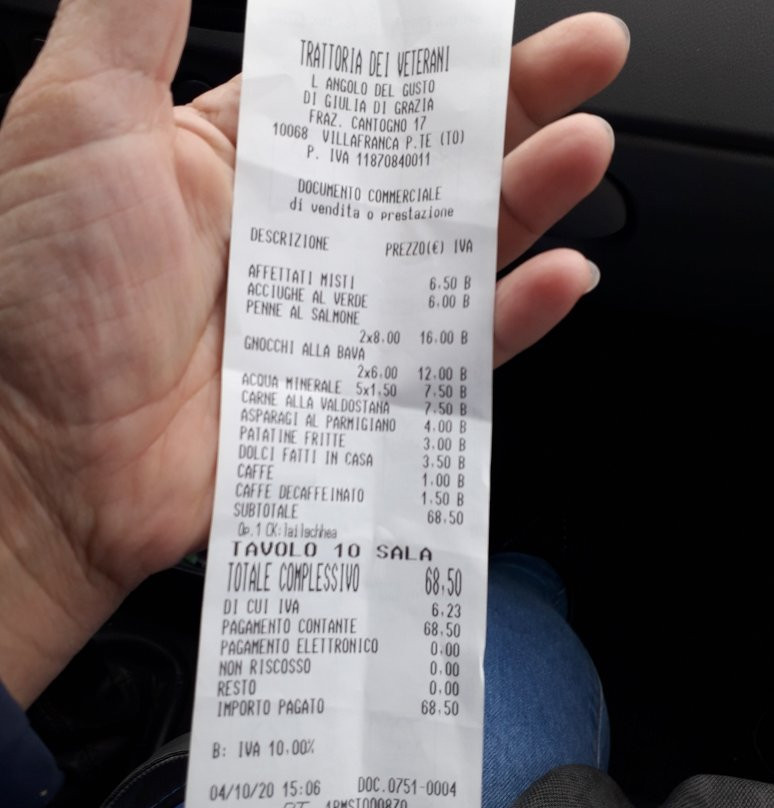 TRATTORIA DEI VETERANI
L ANGOLO DEL GUSTO
DI GIULIA DI GRAZIA
FRAZ. CANTOGNO 17
10068 VILLAFRANCA P.TE (TO)
P. IVA 11870840011
DOCUMENTO COMMERCIALE
di vendita o prestazione
DESCRIZIONE PREZZO(€) IVA
AFFETTATI MISTI 6,50 B
ACCIUGHE AL VERDE 6,00 B
PENNE AL SALMONE
2x8,00 16,00 B
GNOCCHI ALLA BAVA
2x6,00 12,00 B
ACQUA MINERALE 5x1,50 7,50 B
CARNE ALLA VALDOSTANA 7,50 B
ASPARAGI AL PARMIGIANO 4,00 B
PATATINE FRITTE 3,00 B
DOLCI FATTI IN CASA 3,50 B
CAFFE 1,00 B
CAFFE DECAFFEINATO 1,50 B
SUBTOTALE 68,50
Op.1 CK:
TAVOLO 10 SALA
TOTALE COMPLESSIVO 68,50
DI CUI IVA 6,23
PAGAMENTO CONTANTE 68,50
PAGAMENTO ELETTRONICO 0,00
NON RISCOSSO 0,00
RESTO 0,00
IMPORTO PAGATO 68,50
B: IVA 10,00%
04/10/20 15:06 DOC.0751-0004